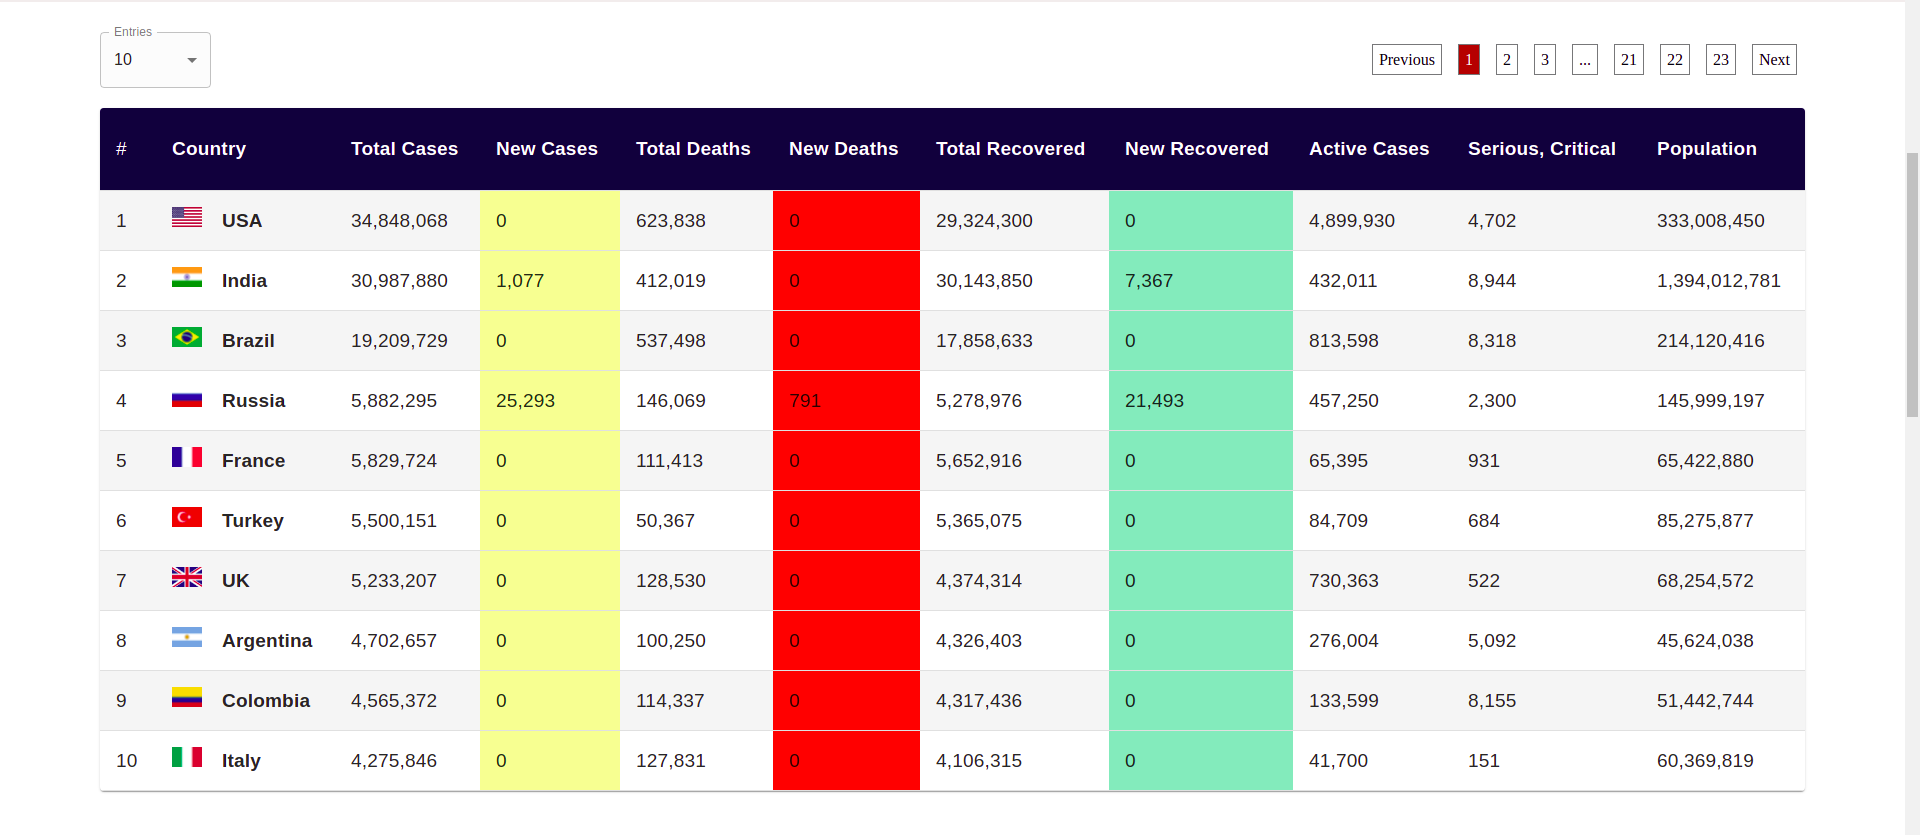 Entries
10
Previous 1 2 3 ... 21 22 23 Next
# Country Total Cases New Cases Total Deaths New Deaths Total Recovered New Recovered Active Cases Serious, Critical Population
1 USA 34,848,068 0 623,838 0 29,324,300 0 4,899,930 4,702 333,008,450
2 India 30,987,880 1,077 412,019 0 30,143,850 7,367 432,011 8,944 1,394,012,781
3 Brazil 19,209,729 0 537,498 0 17,858,633 0 813,598 8,318 214,120,416
4 Russia 5,882,295 25,293 146,069 791 5,278,976 21,493 457,250 2,300 145,999,197
5 France 5,829,724 0 111,413 0 5,652,916 0 65,395 931 65,422,880
6 Turkey 5,500,151 0 50,367 0 5,365,075 0 84,709 684 85,275,877
7 UK 5,233,207 0 128,530 0 4,374,314 0 730,363 522 68,254,572
8 Argentina 4,702,657 0 100,250 0 4,326,403 0 276,004 5,092 45,624,038
9 Colombia 4,565,372 0 114,337 0 4,317,436 0 133,599 8,155 51,442,744
10 Italy 4,275,846 0 127,831 0 4,106,315 0 41,700 151 60,369,819